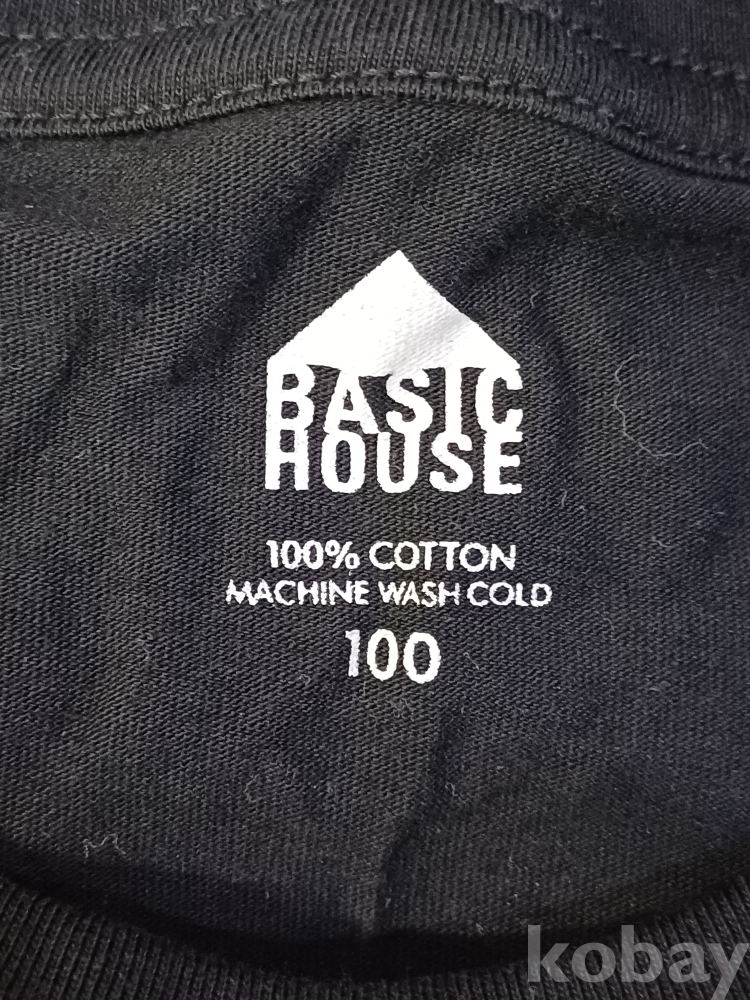 BASIC
HOUSE
100% COTTON
MACHINE WASH COLD
100
kobay